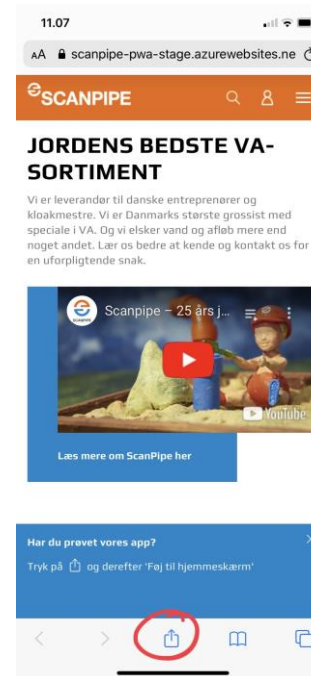 11.07
AA scanpipe-pwa-stage.azurewebsites.ne
SCANPIPE
JORDENS BEDSTE VA-
SORTIMENT
Vi er leverandør til danske entreprenører og
kloakmestre. Vi er Danmarks største grossist med
speciale i VA. Og vi elsker vand og afløb mere end
noget andet. Lær os bedre at kende og kontakt os for
en uforpligtende snak.
Scanpipe – 25 års j...
YouTube
Læs mere om ScanPipe her
Har du prøvet vores app?
Tryk på og derefter 'Føj til hjemmeskærm'